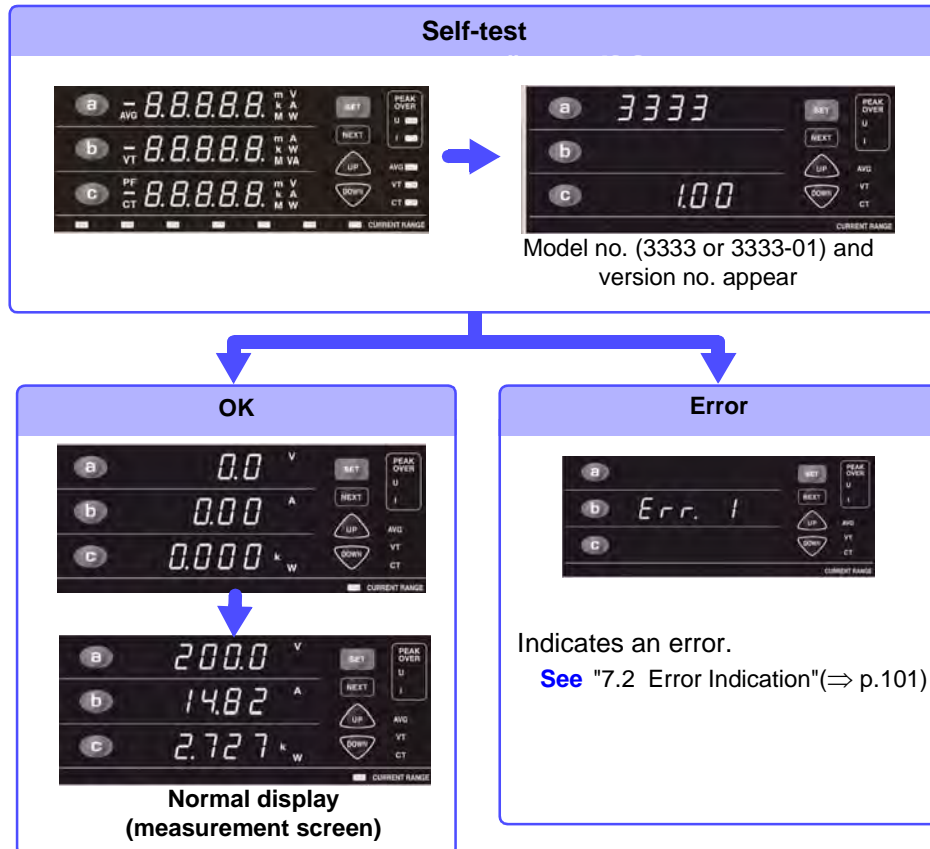 Self-test
a AVG 8.8.8.8.8. m V k A M W SET PEAK OVER U I
b VT 8.8.8.8.8. m A k W M VA NEXT UP AVG
c PF CT 8.8.8.8.8. m V k A M W DOWN VT CT
CURRENT RANGE
a 3333 SET PEAK OVER U I
b NEXT UP AVG
c 1.00 DOWN VT CT
CURRENT RANGE
Model no. (3333 or 3333-01) and
version no. appear
OK
a 0.0 V SET PEAK OVER U I
b 0.00 A NEXT UP AVG
c 0.000 k W DOWN VT CT
CURRENT RANGE
a 200.0 V SET PEAK OVER U I
b 14.82 A NEXT UP AVG
c 2.727 k W DOWN VT CT
CURRENT RANGE
Normal display
(measurement screen)
Error
a SET PEAK OVER U I
b Err. 1 NEXT UP AVG
c DOWN VT CT
CURRENT RANGE
Indicates an error.
See "7.2 Error Indication"(⇒ p.101)